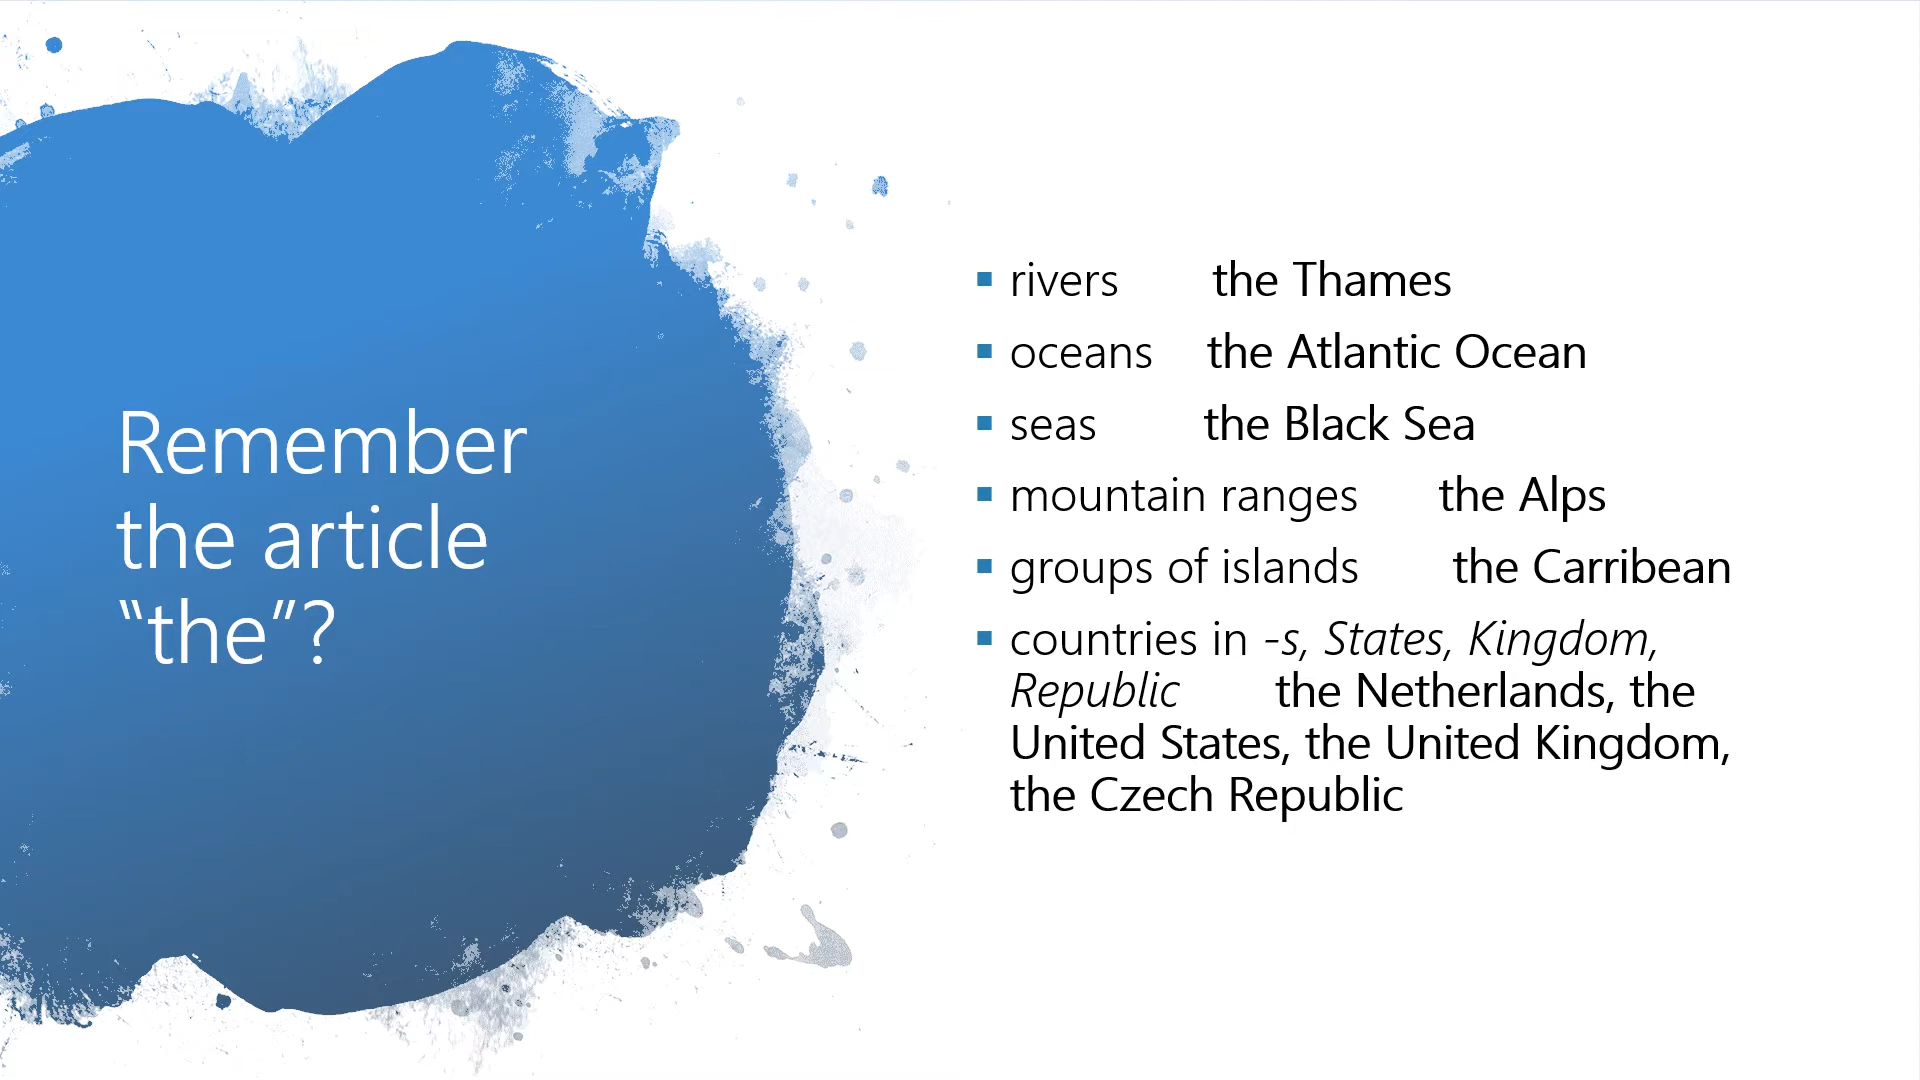 Remember
the article
“the”?
rivers the Thames
oceans the Atlantic Ocean
seas the Black Sea
mountain ranges the Alps
groups of islands the Carribean
countries in -s, States, Kingdom,
Republic the Netherlands, the
United States, the United Kingdom,
the Czech Republic